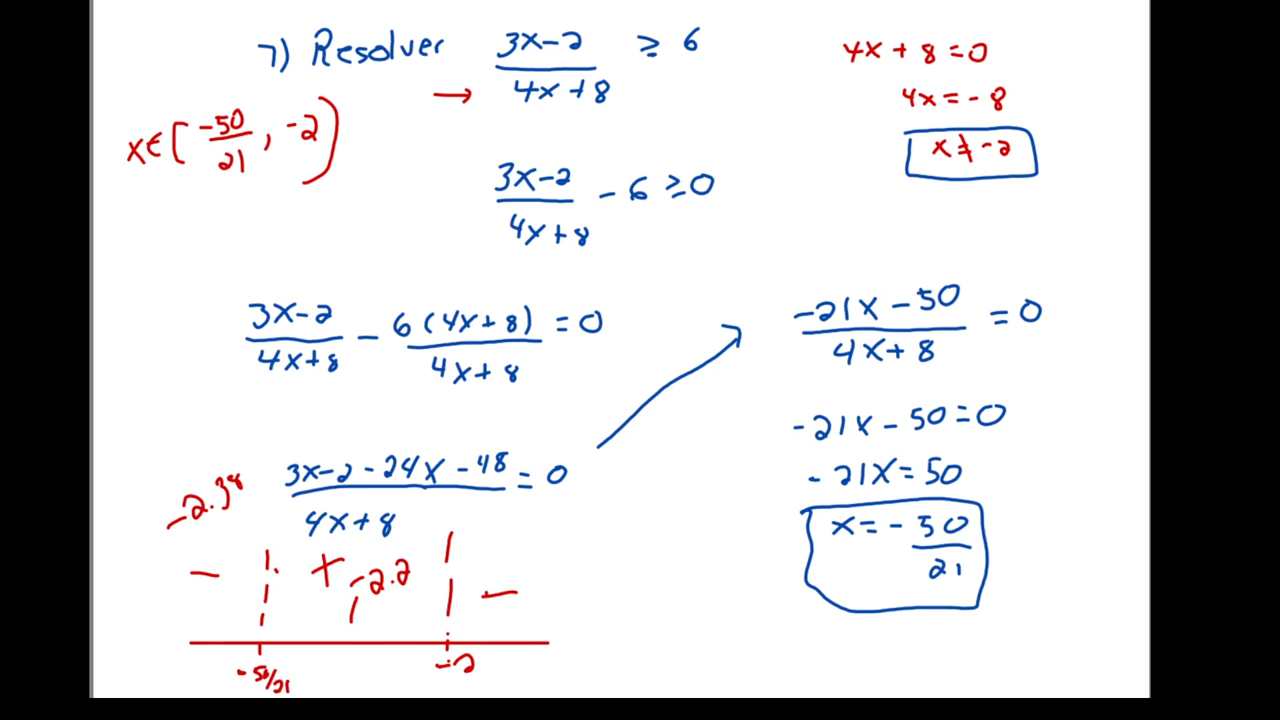 7) Resolver (3x-2)/(4x+8) ≥ 6
→
x∈[-50/21, -2)
4x + 8 = 0
4x = -8
x ≠ -2
(3x-2)/(4x+8) - 6 ≥ 0
(3x-2)/(4x+8) - 6(4x+8)/(4x+8) = 0
(3x-2-24x-48)/(4x+8) = 0
(-21x-50)/(4x+8) = 0
-21x - 50 = 0
-21x = 50
x = -50/21
-2.38
- + -2.2 -
-50/21 -2